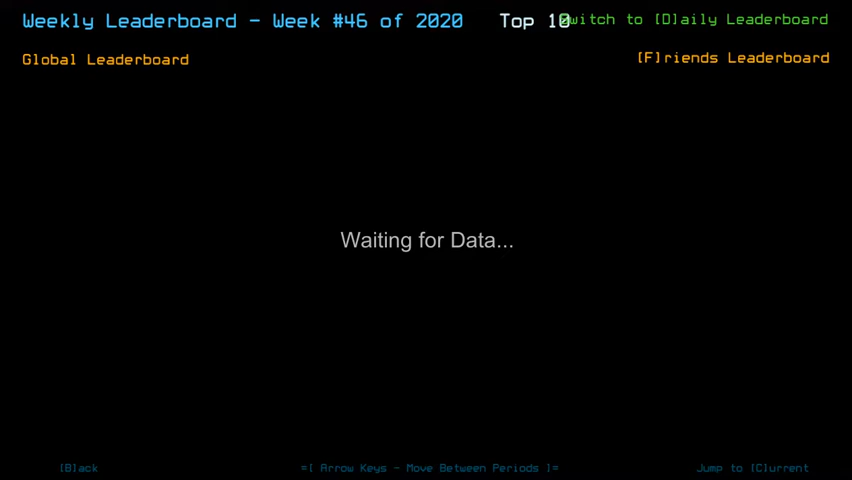 Weekly Leaderboard - Week #46 of 2020
Top 10
Switch to [D]aily Leaderboard
Global Leaderboard
[F]riends Leaderboard
Waiting for Data...
[B]ack
=[ Arrow Keys - Move Between Periods ]=
Jump to [C]urrent